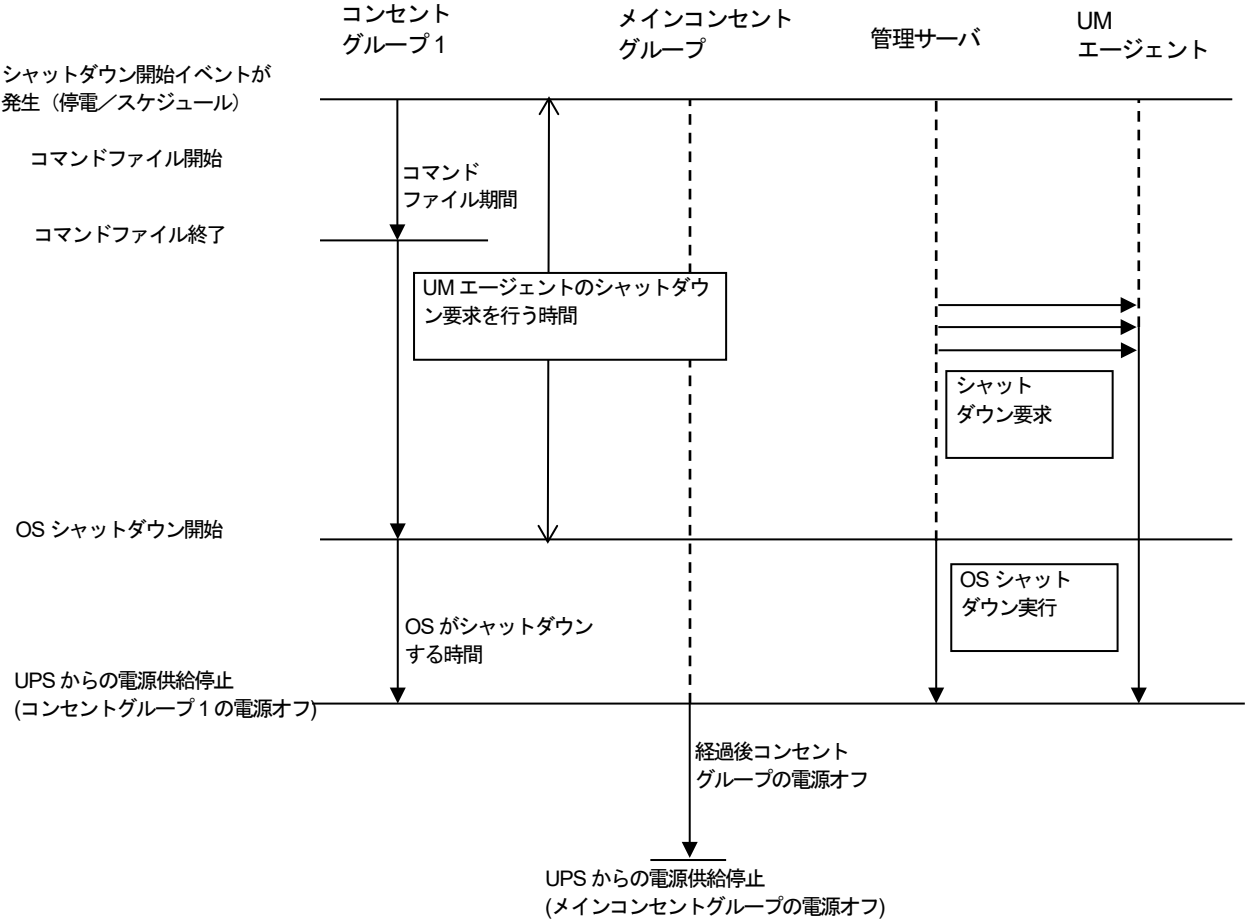 コンセント
グループ 1
メインコンセント
グループ
管理サーバ
UM
エージェント
シャットダウン開始イベントが
発生（停電／スケジュール）
コマンドファイル開始
コマンド
ファイル期間
コマンドファイル終了
UM エージェントのシャットダウ
ン要求を行う時間
シャット
ダウン要求
OS シャットダウン開始
OS シャット
ダウン実行
OS がシャットダウン
する時間
UPS からの電源供給停止
(コンセントグループ 1 の電源オフ)
経過後コンセント
グループの電源オフ
UPS からの電源供給停止
(メインコンセントグループの電源オフ)